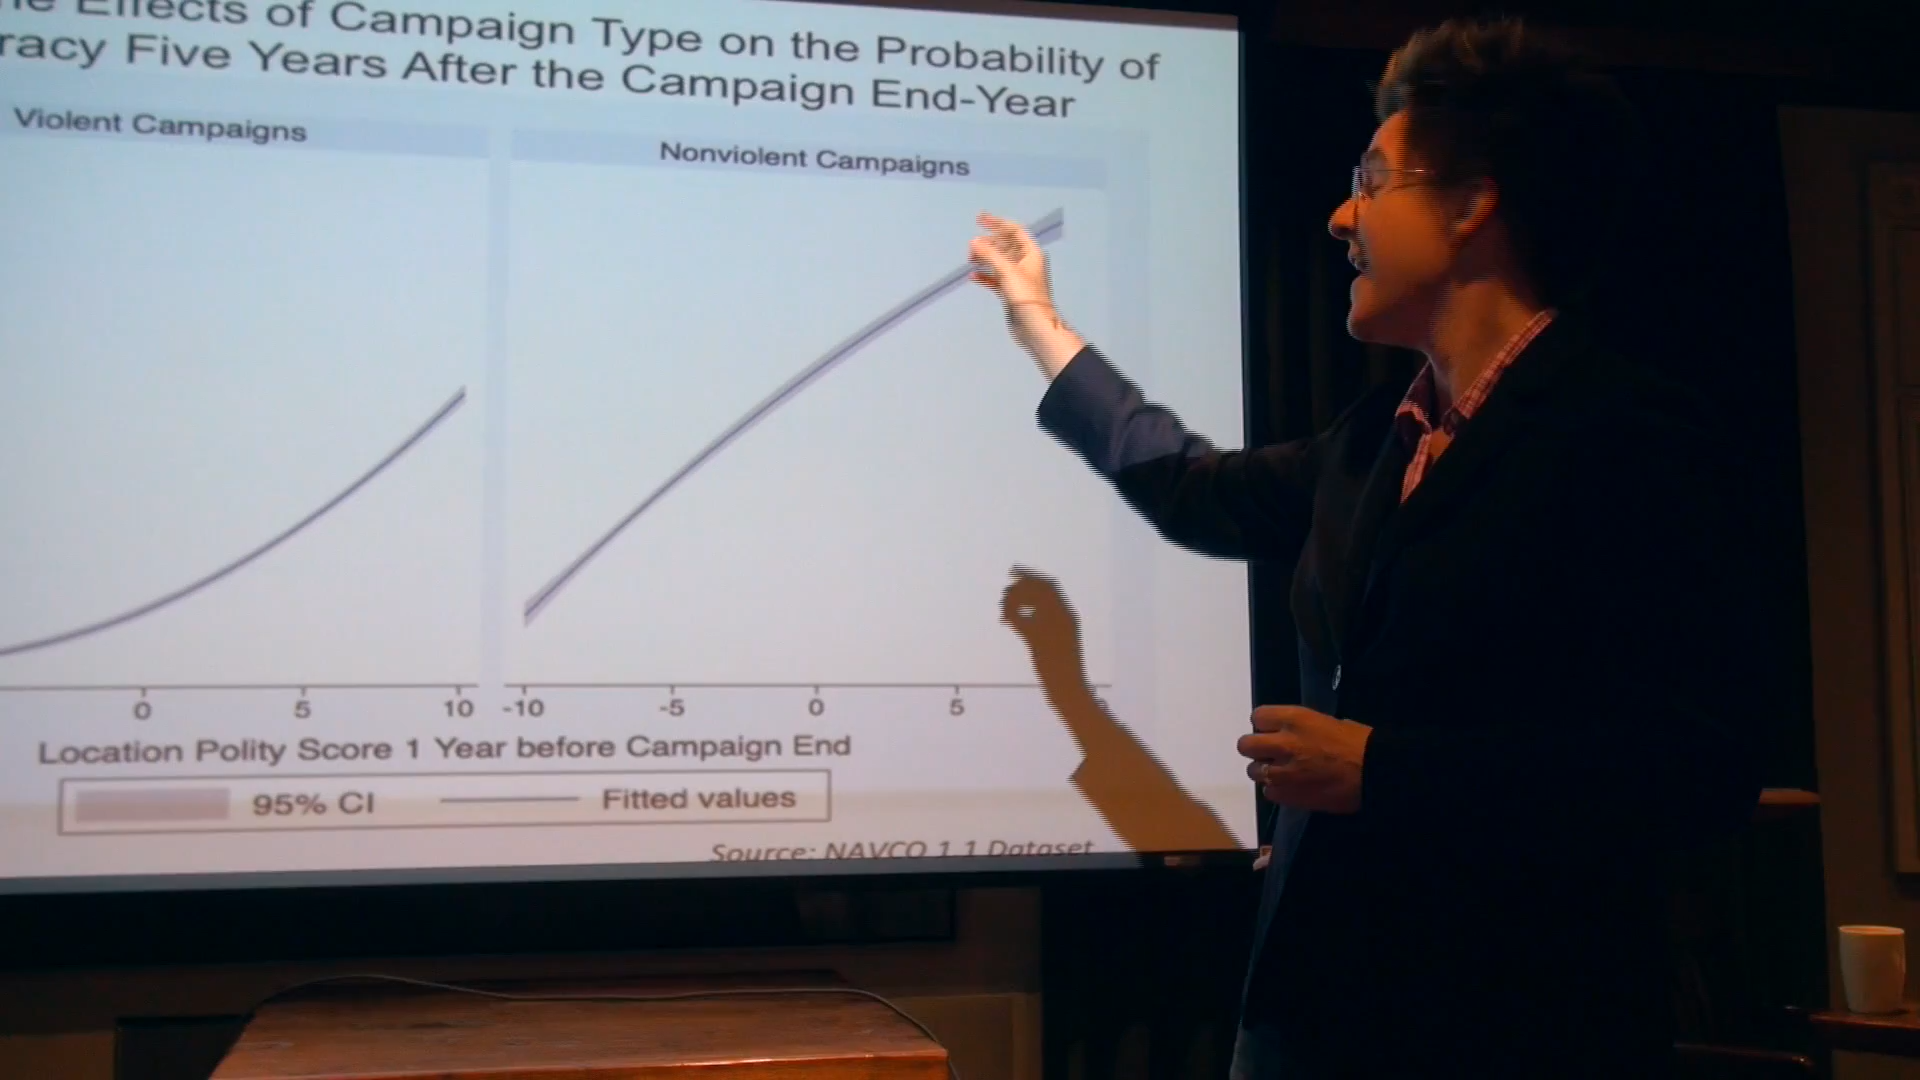 Effects of Campaign Type on the Probability of
racy Five Years After the Campaign End-Year
Violent Campaigns
Nonviolent Campaigns
0 5 10 -10 -5 0 5
Location Polity Score 1 Year before Campaign End
95% CI Fitted values
Source: NAVCO 1.1 Dataset